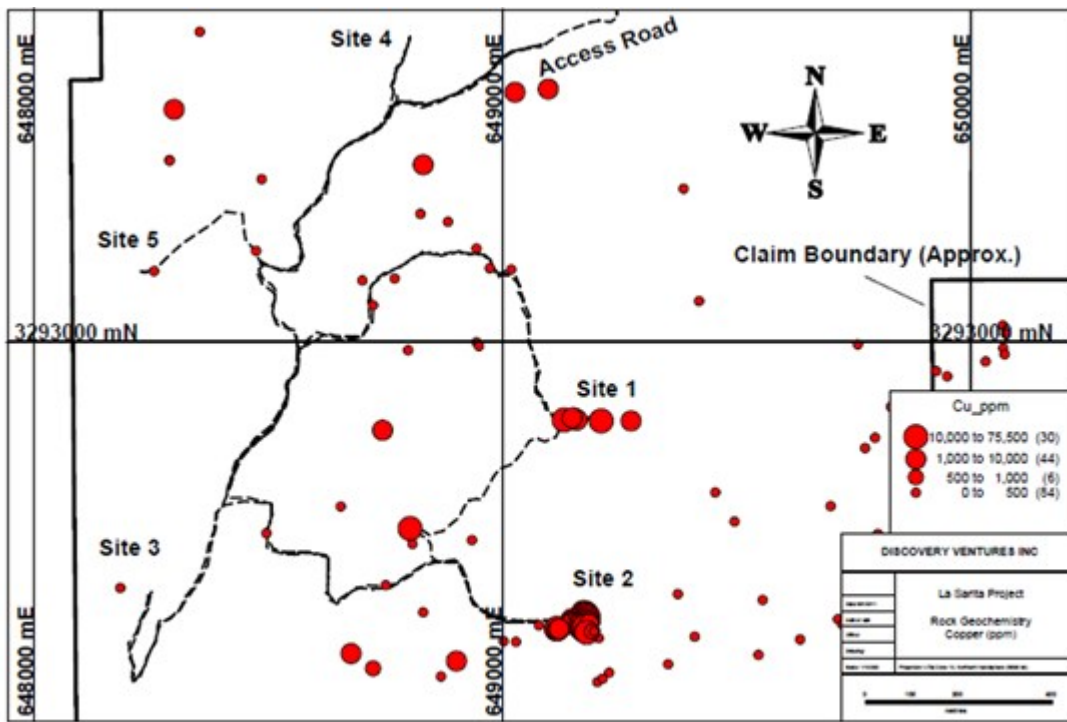 Site 4
Access Road
648000 mE
649000 mE
650000 mE
N
W E
S
Site 5
Claim Boundary (Approx.)
3293000 mN
3293000 mN
Site 1
Cu_ppm
10,000 to 75,500 (30)
1,000 to 10,000 (44)
500 to 1,000 (6)
0 to 500 (84)
Site 3
DISCOVERY VENTURES INC
Site 2
La Sarita Project
Rock Geochemistry
Copper (ppm)
648000 mE
649000 mE